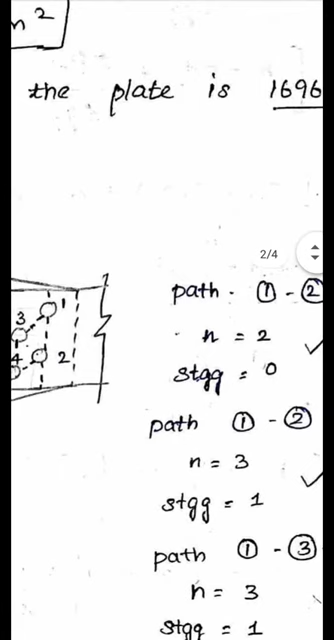 m²
the plate is 1696
2/4
path - ① - ②
n = 2
stgg = 0
3 1
4 2
path ① - ②
n = 3
stgg = 1
path ① - ③
n = 3
stgg = 1